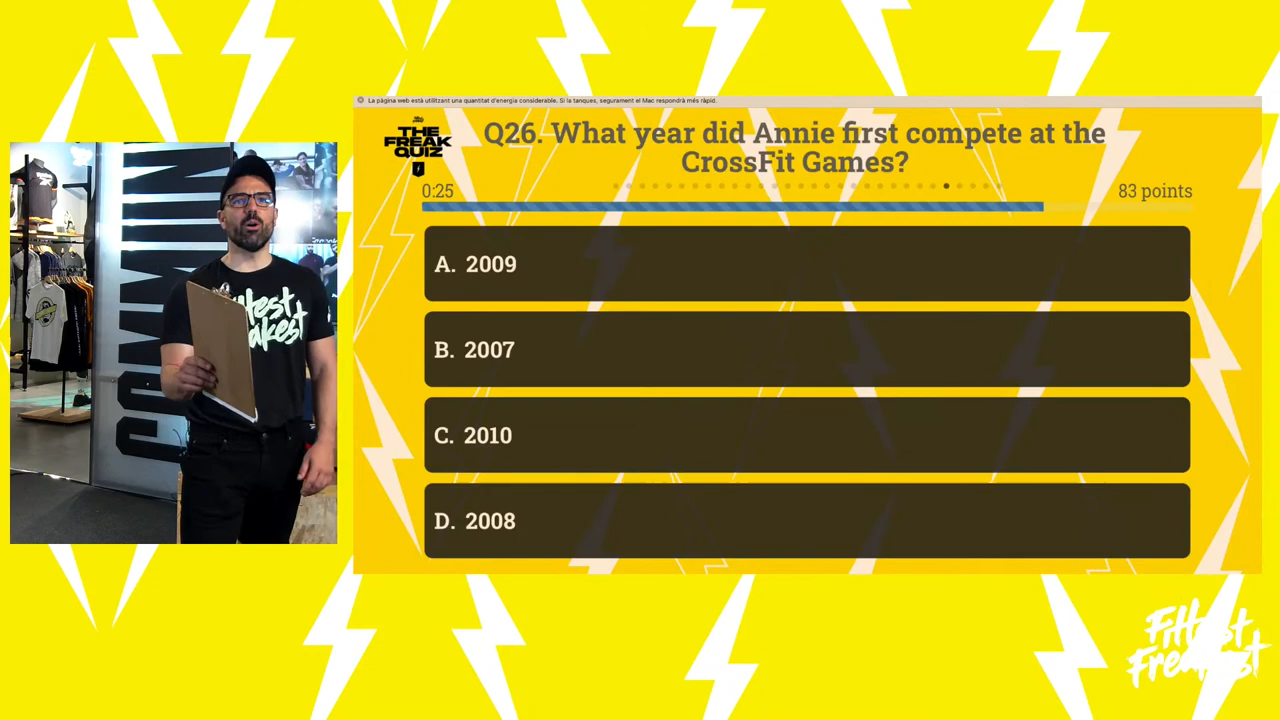 La pàgina web està utilitzant una quantitat d'energia considerable. Si la tanques, segurament el Mac respondrà més ràpid.
THE
FREAK
QUIZ
Q26. What year did Annie first compete at the
CrossFit Games?
0:25
83 points
A. 2009
B. 2007
C. 2010
D. 2008
COMMUN
Fittest
Freakest